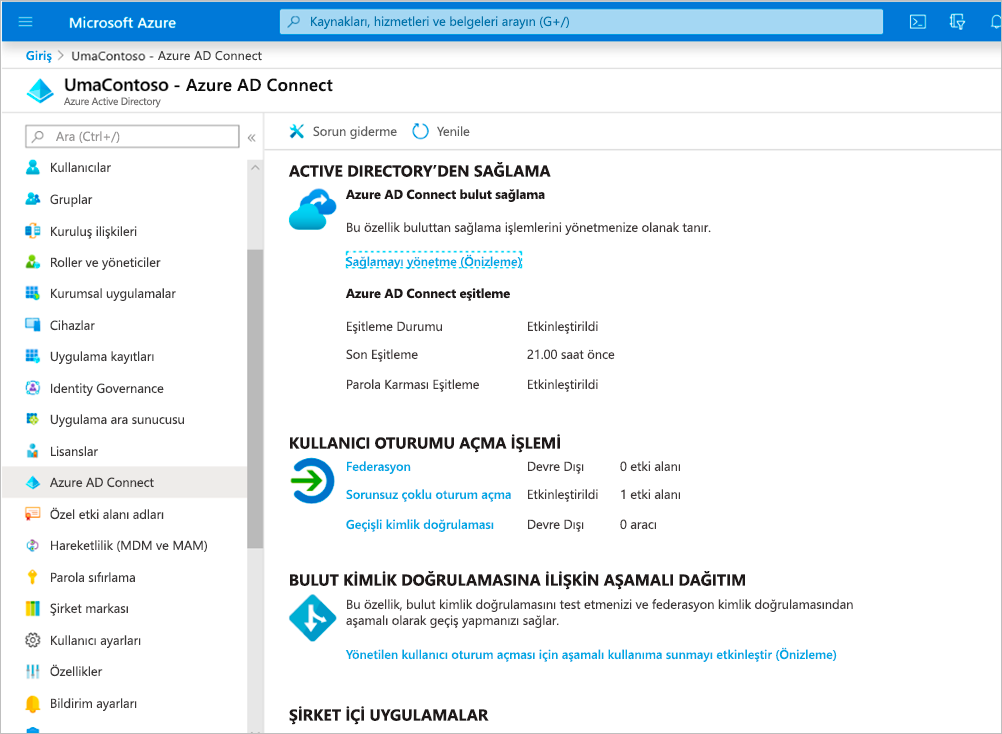 Microsoft Azure
Kaynakları, hizmetleri ve belgeleri arayın (G+/)
Giriş > UmaContoso - Azure AD Connect
UmaContoso - Azure AD Connect
Azure Active Directory
Ara (Ctrl+/)
«
Kullanıcılar
Gruplar
Kuruluş ilişkileri
Roller ve yöneticiler
Kurumsal uygulamalar
Cihazlar
Uygulama kayıtları
Identity Governance
Uygulama ara sunucusu
Lisanslar
Azure AD Connect
Özel etki alanı adları
Hareketlilik (MDM ve MAM)
Parola sıfırlama
Şirket markası
Kullanıcı ayarları
Özellikler
Bildirim ayarları
Sorun giderme Yenile
ACTIVE DIRECTORY’DEN SAĞLAMA
Azure AD Connect bulut sağlama
Bu özellik buluttan sağlama işlemlerini yönetmenize olanak tanır.
Sağlamayı yönetme (Önizleme)
Azure AD Connect eşitleme
Eşitleme Durumu Etkinleştirildi
Son Eşitleme 21.00 saat önce
Parola Karması Eşitleme Etkinleştirildi
KULLANICI OTURUMU AÇMA İŞLEMİ
Federasyon Devre Dışı 0 etki alanı
Sorunsuz çoklu oturum açma Etkinleştirildi 1 etki alanı
Geçişli kimlik doğrulaması Devre Dışı 0 aracı
BULUT KİMLİK DOĞRULAMASINA İLİŞKİN AŞAMALI DAĞITIM
Bu özellik, bulut kimlik doğrulamasını test etmenizi ve federasyon kimlik doğrulamasından
aşamalı olarak geçiş yapmanızı sağlar.
Yönetilen kullanıcı oturum açması için aşamalı kullanıma sunmayı etkinleştir (Önizleme)
ŞİRKET İÇİ UYGULAMALAR